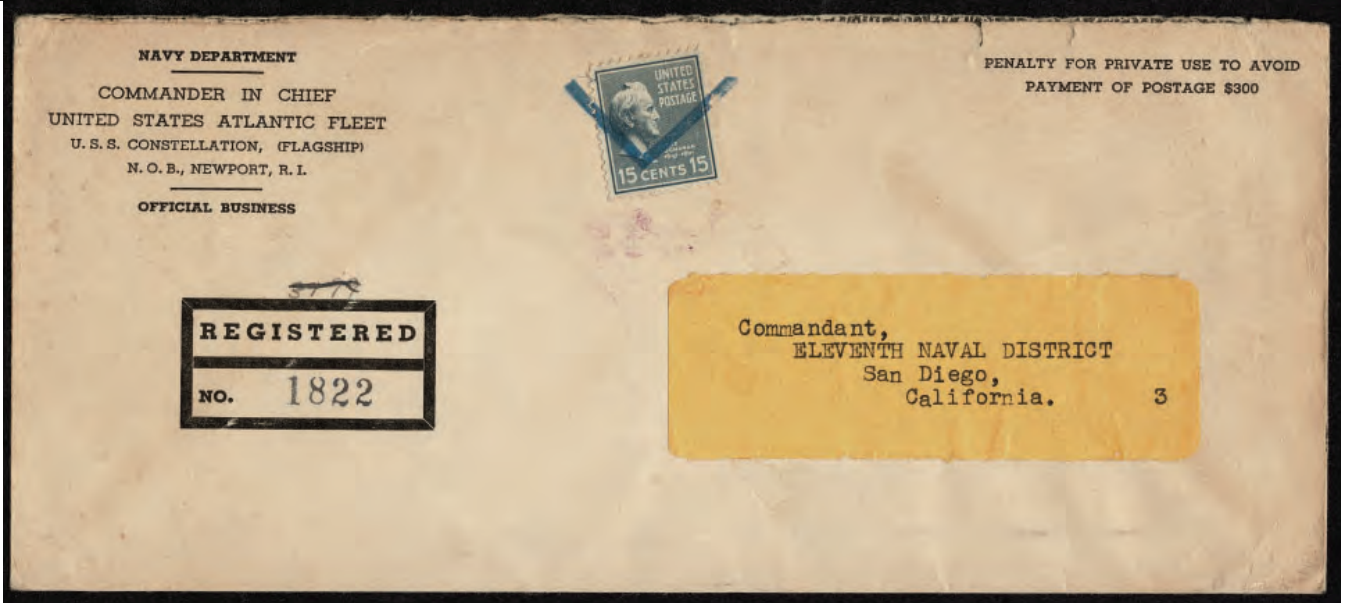 NAVY DEPARTMENT
COMMANDER IN CHIEF
UNITED STATES ATLANTIC FLEET
U. S. S. CONSTELLATION, (FLAGSHIP)
N. O. B., NEWPORT, R. I.
OFFICIAL BUSINESS
UNITED
STATES
POSTAGE
15 CENTS 15
PENALTY FOR PRIVATE USE TO AVOID
PAYMENT OF POSTAGE $300
REGISTERED
NO. 1822
Commandant,
ELEVENTH NAVAL DISTRICT
San Diego,
California. 3